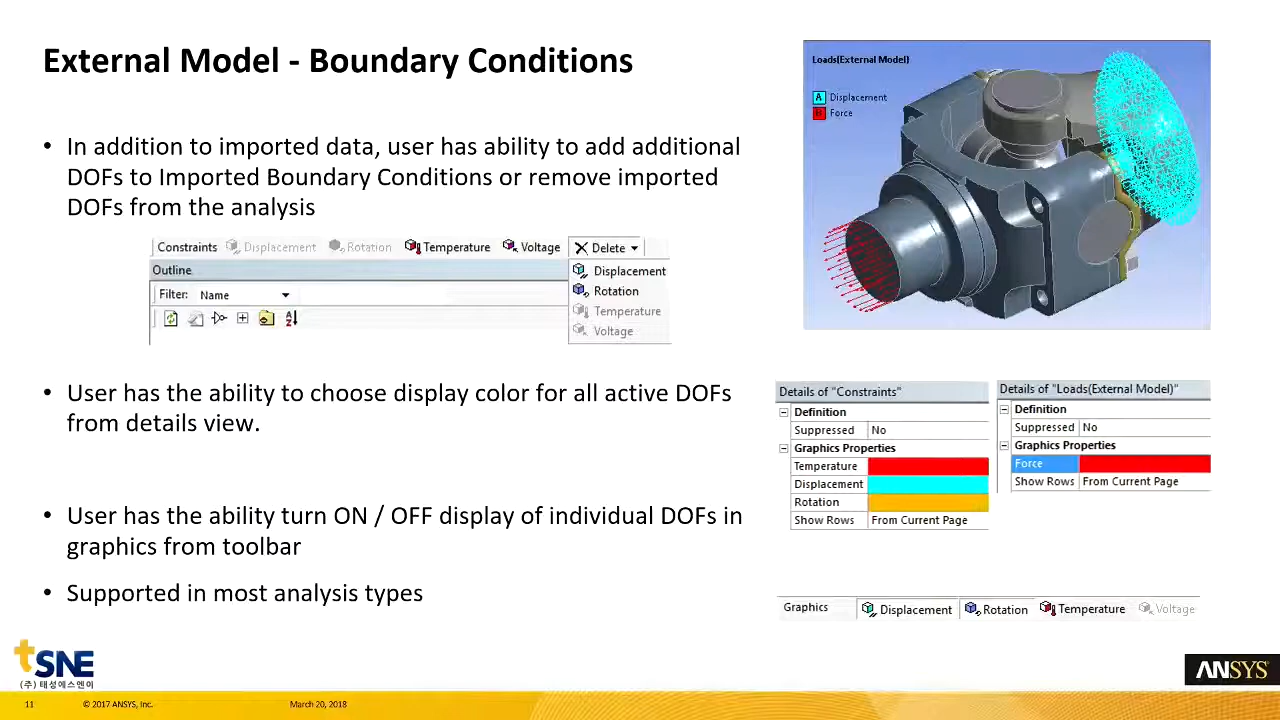 External Model - Boundary Conditions
Loads(External Model)
A Displacement
B Force
• In addition to imported data, user has ability to add additional
DOFs to Imported Boundary Conditions or remove imported
DOFs from the analysis
Constraints Displacement Rotation Temperature Voltage Delete
Outline
Displacement
Filter: Name
Rotation
Temperature
Voltage
• User has the ability to choose display color for all active DOFs
from details view.
Details of "Constraints"
Definition
Suppressed No
Graphics Properties
Temperature
Displacement
Rotation
Show Rows From Current Page
Details of "Loads(External Model)"
Definition
Suppressed No
Graphics Properties
Force
Show Rows From Current Page
• User has the ability turn ON / OFF display of individual DOFs in
graphics from toolbar
• Supported in most analysis types
Graphics Displacement Rotation Temperature Voltage
tSNE
(주) 태성에스엔이
ANSYS
11 © 2017 ANSYS, Inc. March 20, 2018